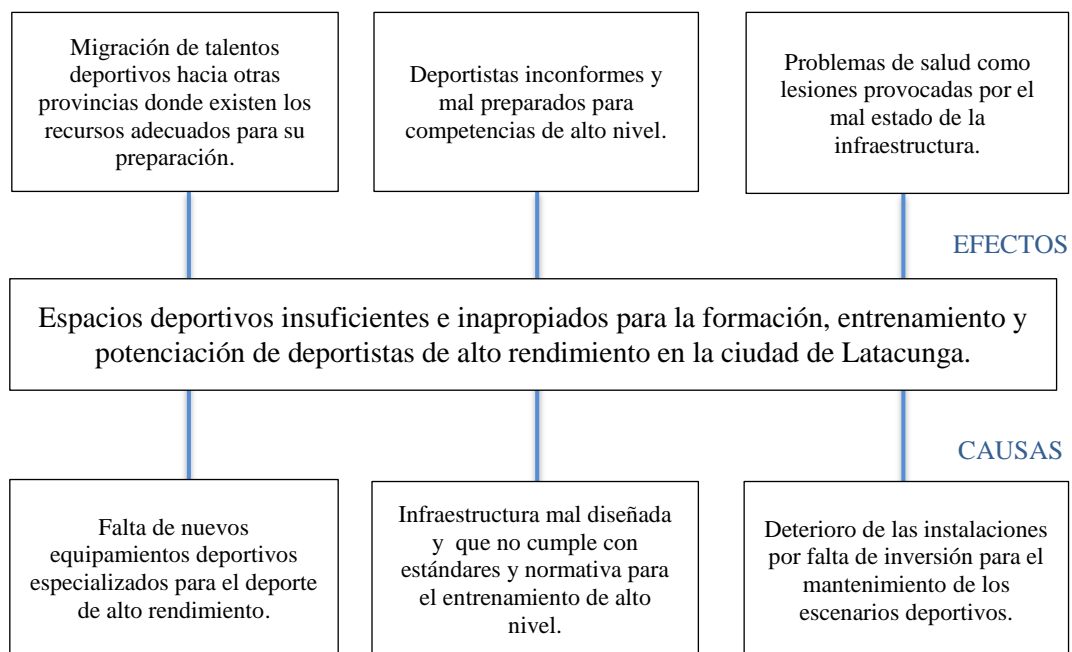 Migración de talentos
deportivos hacia otras
provincias donde existen los
recursos adecuados para su
preparación.
Deportistas inconformes y
mal preparados para
competencias de alto nivel.
Problemas de salud como
lesiones provocadas por el
mal estado de la
infraestructura.
EFECTOS
Espacios deportivos insuficientes e inapropiados para la formación, entrenamiento y
potenciación de deportistas de alto rendimiento en la ciudad de Latacunga.
CAUSAS
Falta de nuevos
equipamientos deportivos
especializados para el deporte
de alto rendimiento.
Infraestructura mal diseñada
y que no cumple con
estándares y normativa para
el entrenamiento de alto
nivel.
Deterioro de las instalaciones
por falta de inversión para el
mantenimiento de los
escenarios deportivos.